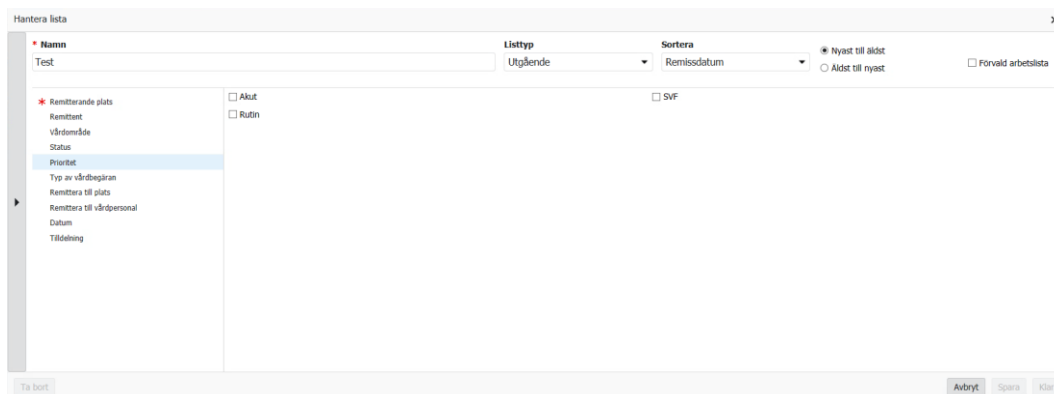 Hantera lista
* Namn
Listtyp
Sortera
Test
Utgående
Remissdatum
Nyast till äldst
Äldst till nyast
Förvald arbetslista
* Remitterande plats
Remittent
Vårdområde
Status
Prioritet
Typ av vårdbegäran
Remittera till plats
Remittera till vårdpersonal
Datum
Tilldelning
Akut
SVF
Rutin
Ta bort
Avbryt
Spara
Klar